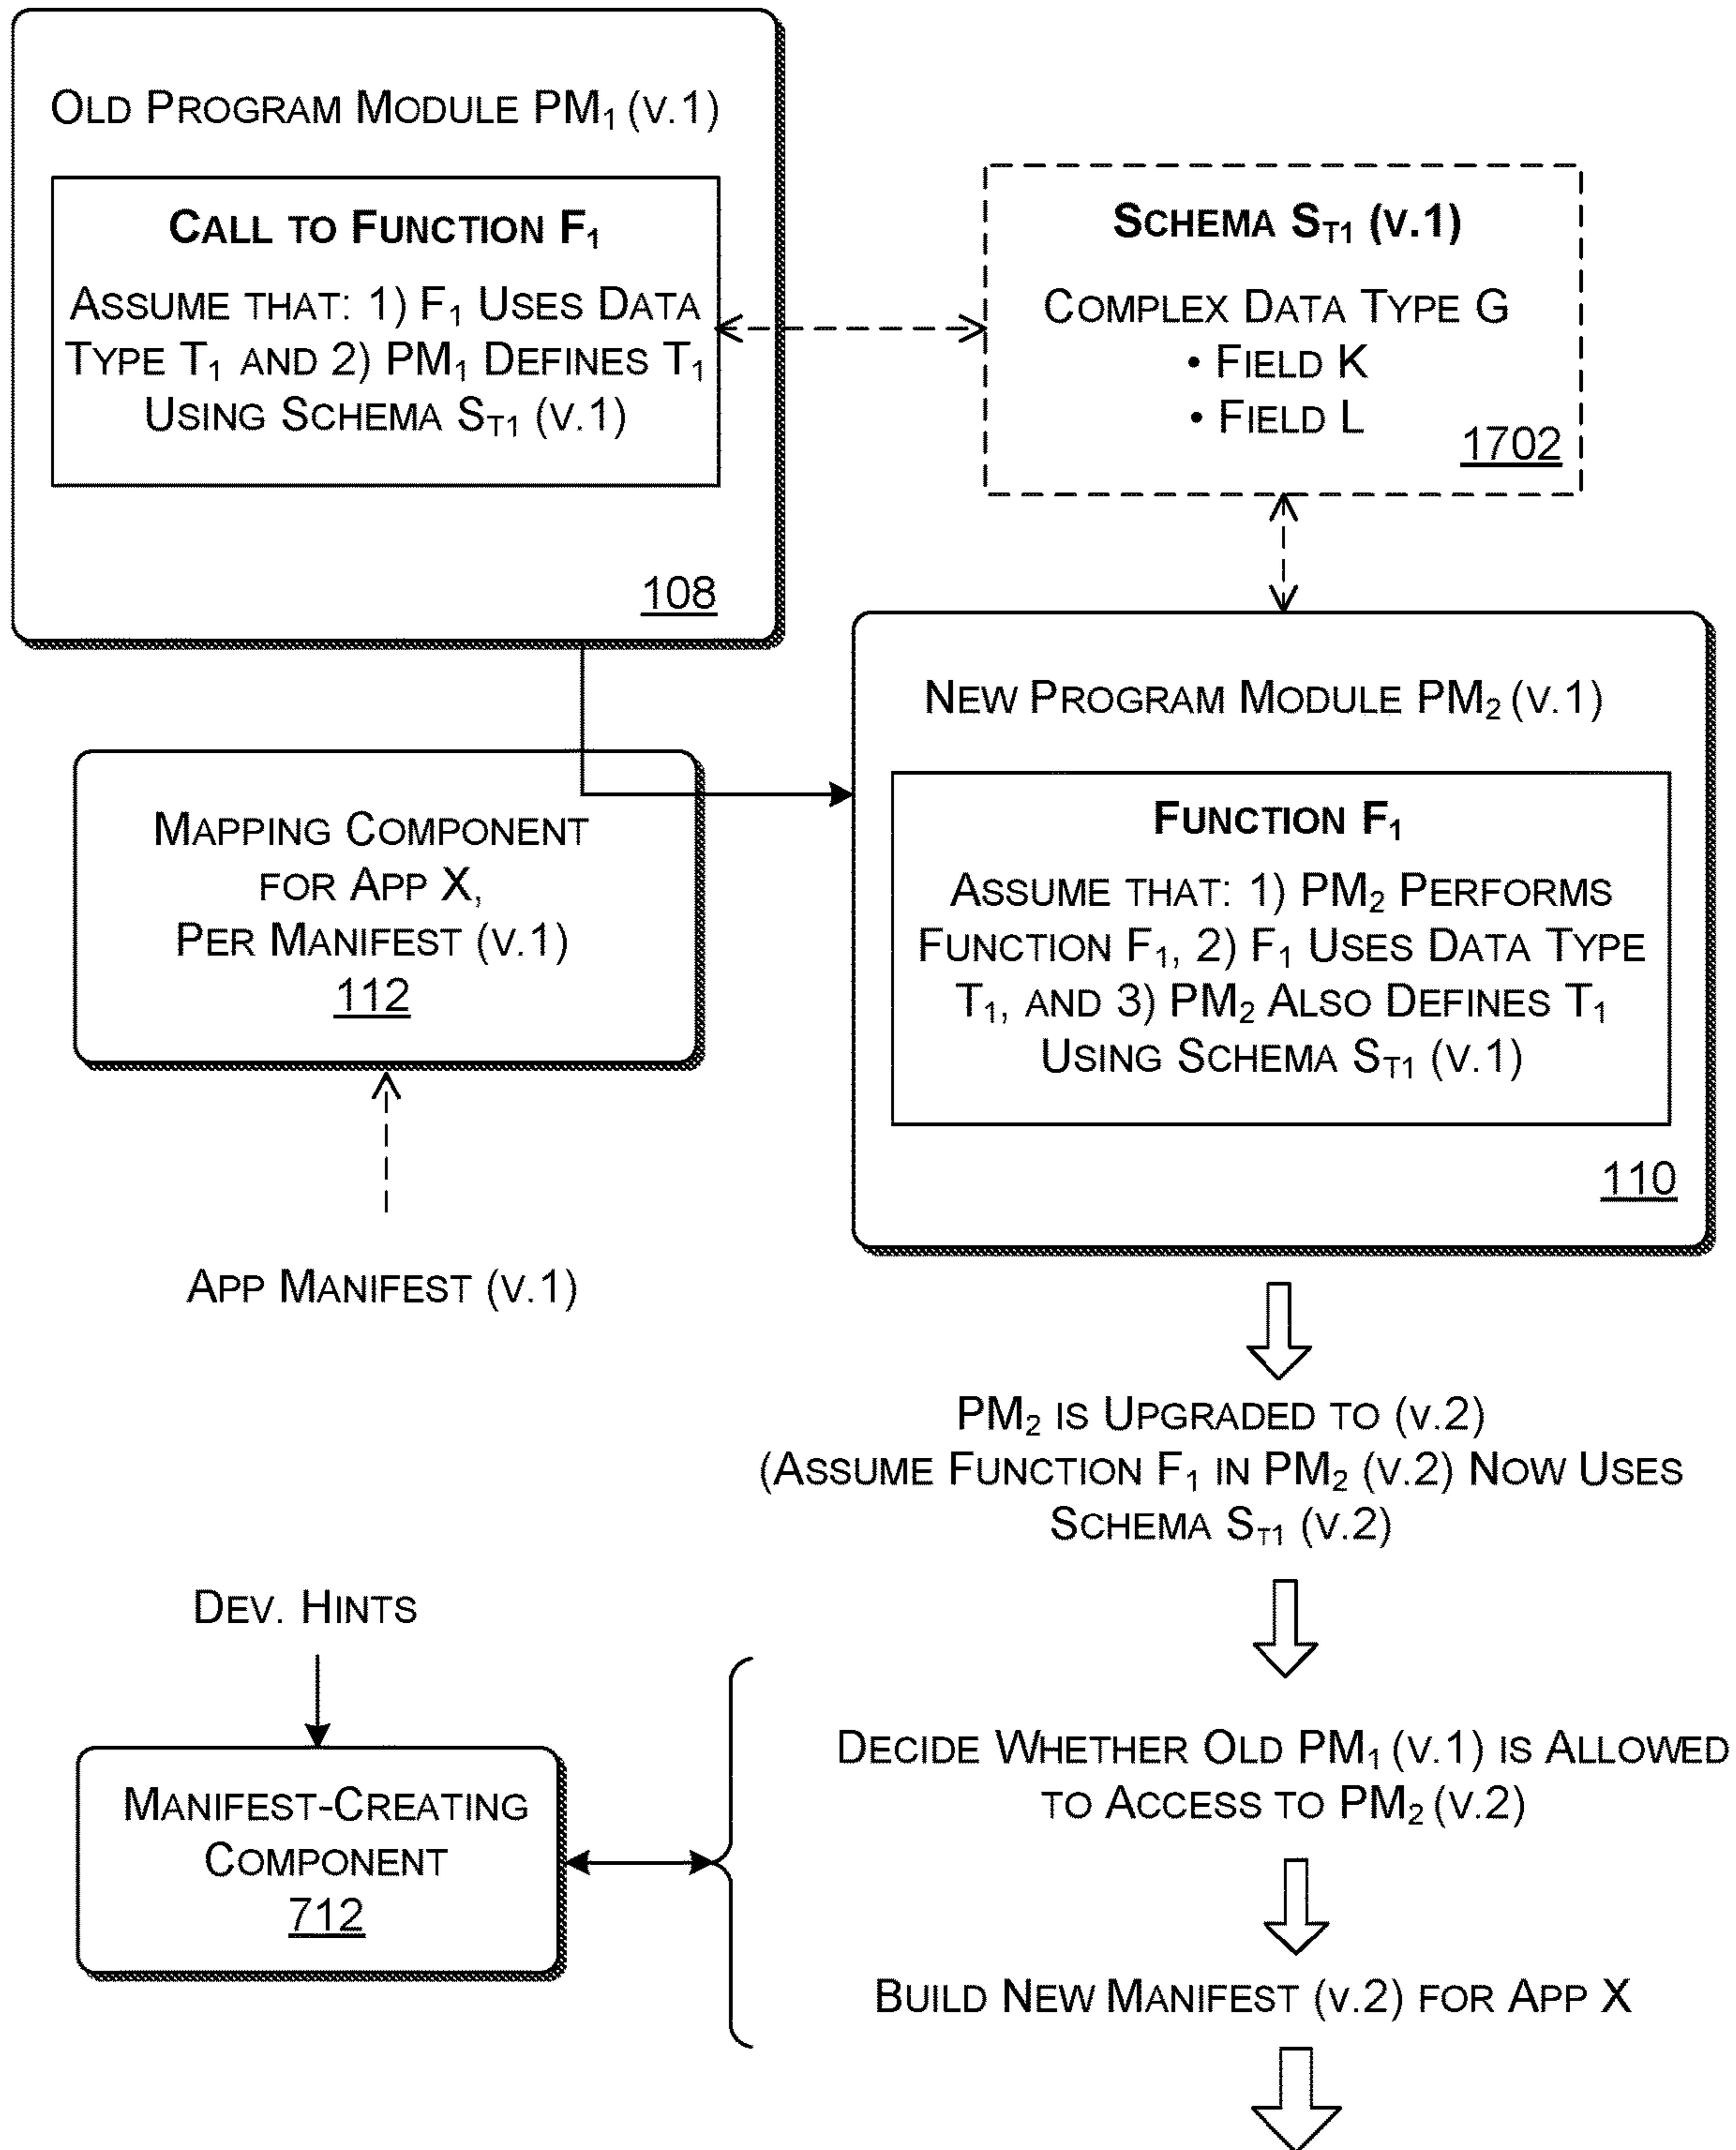 OLD PROGRAM MODULE PM₁ (V.1)
CALL TO FUNCTION F₁
ASSUME THAT: 1) F₁ USES DATA
TYPE T₁ AND 2) PM₁ DEFINES T₁
USING SCHEMA S_T1 (V.1)
108
SCHEMA S_T1 (V.1)
COMPLEX DATA TYPE G
• FIELD K
• FIELD L
1702
NEW PROGRAM MODULE PM₂ (V.1)
FUNCTION F₁
ASSUME THAT: 1) PM₂ PERFORMS
FUNCTION F₁, 2) F₁ USES DATA TYPE
T₁, AND 3) PM₂ ALSO DEFINES T₁
USING SCHEMA S_T1 (V.1)
110
MAPPING COMPONENT
FOR APP X,
PER MANIFEST (V.1)
112
APP MANIFEST (V.1)
PM₂ IS UPGRADED TO (V.2)
(ASSUME FUNCTION F₁ IN PM₂ (V.2) NOW USES
SCHEMA S_T1 (V.2)
DEV. HINTS
MANIFEST-CREATING
COMPONENT
712
DECIDE WHETHER OLD PM₁ (V.1) IS ALLOWED
TO ACCESS TO PM₂ (V.2)
BUILD NEW MANIFEST (V.2) FOR APP X